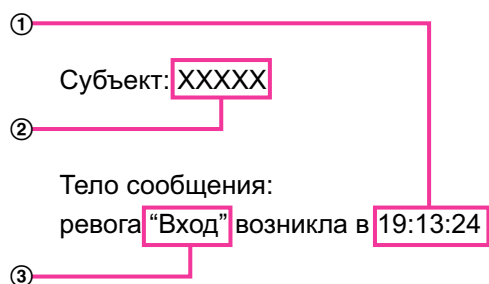 ①
Субъект: XXXXX
②
Тело сообщения:
ревога “Вход” возникла в 19:13:24
③